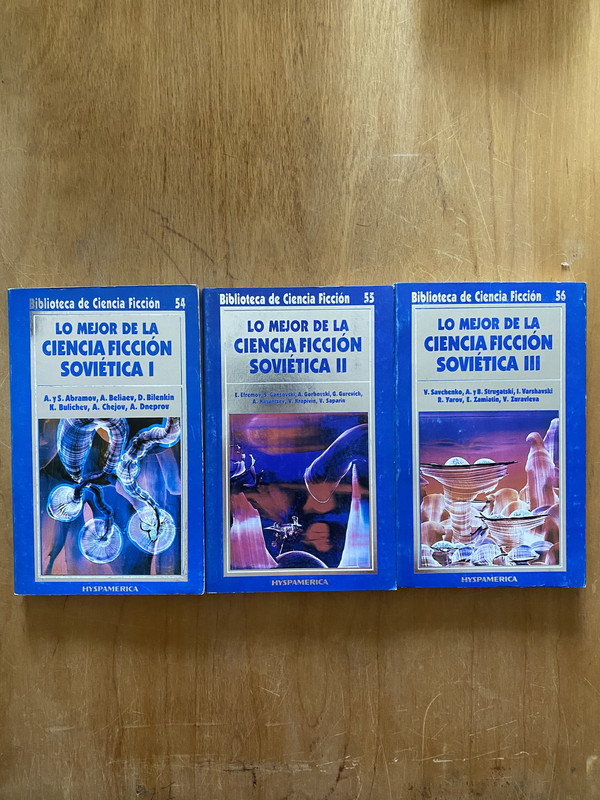 Biblioteca de Ciencia Ficción 54
LO MEJOR DE LA
CIENCIA FICCIÓN
SOVIÉTICA I
A. y S. Abramov, A. Beliaev, D. Bilenkin
K. Bulichev, A. Chejov, A. Dneprov
HYSPAMERICA
Biblioteca de Ciencia Ficción 55
LO MEJOR DE LA
CIENCIA FICCIÓN
SOVIÉTICA II
E. Efremov, S. Gansovski, A. Gorbovski, G. Gurevich,
A. Kazantsev, V. Krapivin, V. Saparin
HYSPAMERICA
Biblioteca de Ciencia Ficción 56
LO MEJOR DE LA
CIENCIA FICCIÓN
SOVIÉTICA III
V. Savchenko, A. y B. Strugatski, I. Varshavski
R. Yarov, E. Zamiatin, V. Zuravleva
HYSPAMERICA